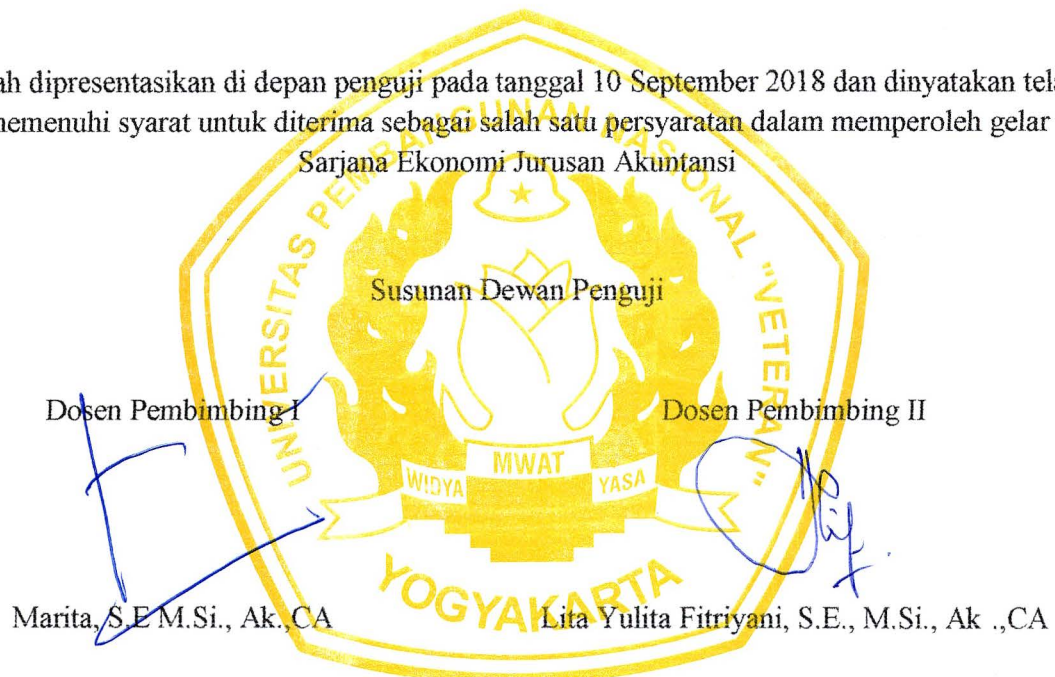 ah dipresentasikan di depan penguji pada tanggal 10 September 2018 dan dinyatakan tela
memenuhi syarat untuk diterima sebagai salah satu persyaratan dalam memperoleh gelar
Sarjana Ekonomi Jurusan Akuntansi
UNIVERSITAS PEMBANGUNAN NASIONAL "VETERAN"
Susunan Dewan Penguji
Dosen Pembimbing I
Dosen Pembimbing II
WIDYA MWAT YASA
YOGYAKARTA
Marita, S.E M.Si., Ak.,CA
Lita Yulita Fitriyani, S.E., M.Si., Ak .,CA